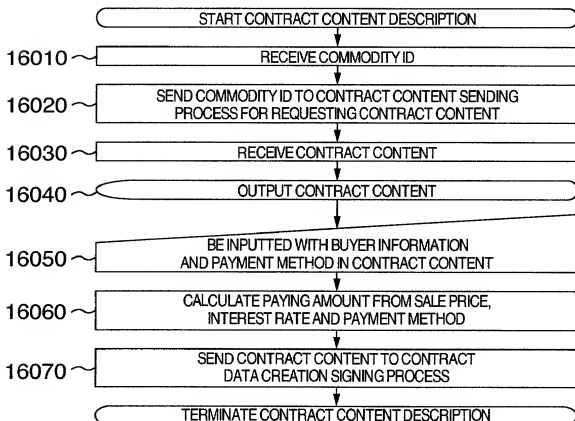 START CONTRACT CONTENT DESCRIPTION
16010 RECEIVE COMMODITY ID
16020 SEND COMMODITY ID TO CONTRACT CONTENT SENDING
PROCESS FOR REQUESTING CONTRACT CONTENT
16030 RECEIVE CONTRACT CONTENT
16040 OUTPUT CONTRACT CONTENT
16050 BE INPUTTED WITH BUYER INFORMATION
AND PAYMENT METHOD IN CONTRACT CONTENT
16060 CALCULATE PAYING AMOUNT FROM SALE PRICE,
INTEREST RATE AND PAYMENT METHOD
16070 SEND CONTRACT CONTENT TO CONTRACT
DATA CREATION SIGNING PROCESS
TERMINATE CONTRACT CONTENT DESCRIPTION